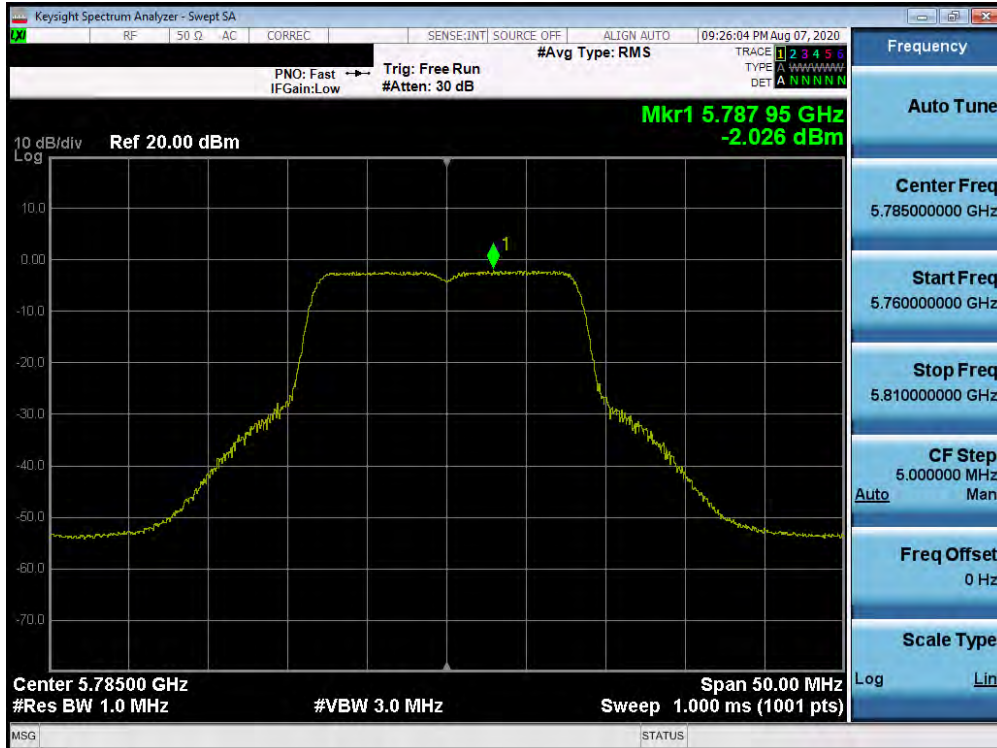 Keysight Spectrum Analyzer - Swept SA
LXI RF 50 Ω AC CORREC SENSE:INT SOURCE OFF ALIGN AUTO 09:26:04 PM Aug 07, 2020
#Avg Type: RMS TRACE 1 2 3 4 5 6
PNO: Fast Trig: Free Run TYPE A WWWWW
IFGain:Low #Atten: 30 dB DET A N N N N N
Mkr1 5.787 95 GHz
-2.026 dBm
10 dB/div Ref 20.00 dBm
Log
10.0
1
0.00
-10.0
-20.0
-30.0
-40.0
-50.0
-60.0
-70.0
Center 5.78500 GHz Span 50.00 MHz
#Res BW 1.0 MHz #VBW 3.0 MHz Sweep 1.000 ms (1001 pts)
MSG STATUS
Frequency
Auto Tune
Center Freq
5.785000000 GHz
Start Freq
5.760000000 GHz
Stop Freq
5.810000000 GHz
CF Step
5.000000 MHz
Auto Man
Freq Offset
0 Hz
Scale Type
Log Lin